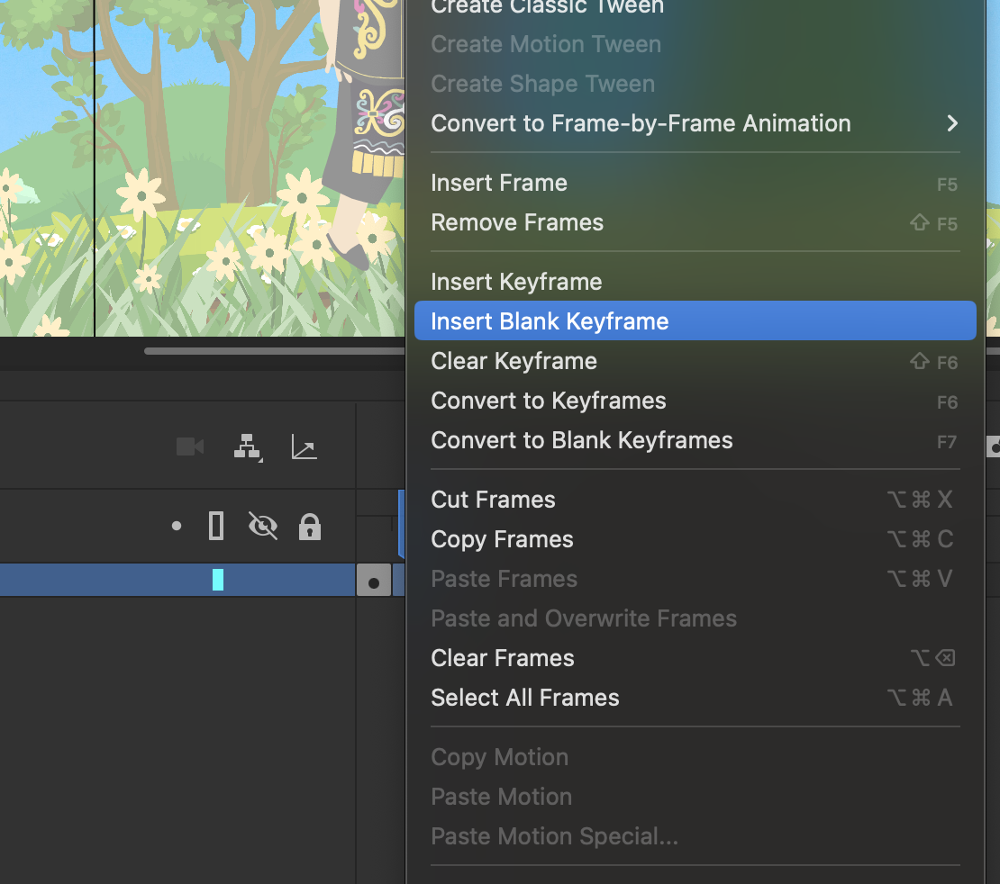 Create Classic Tween
Create Motion Tween
Create Shape Tween
Convert to Frame-by-Frame Animation
Insert Frame F5
Remove Frames ⇧ F5
Insert Keyframe
Insert Blank Keyframe
Clear Keyframe ⇧ F6
Convert to Keyframes F6
Convert to Blank Keyframes F7
Cut Frames ⌥ ⌘ X
Copy Frames ⌥ ⌘ C
Paste Frames ⌥ ⌘ V
Paste and Overwrite Frames
Clear Frames ⌥ ⌫
Select All Frames ⌥ ⌘ A
Copy Motion
Paste Motion
Paste Motion Special...